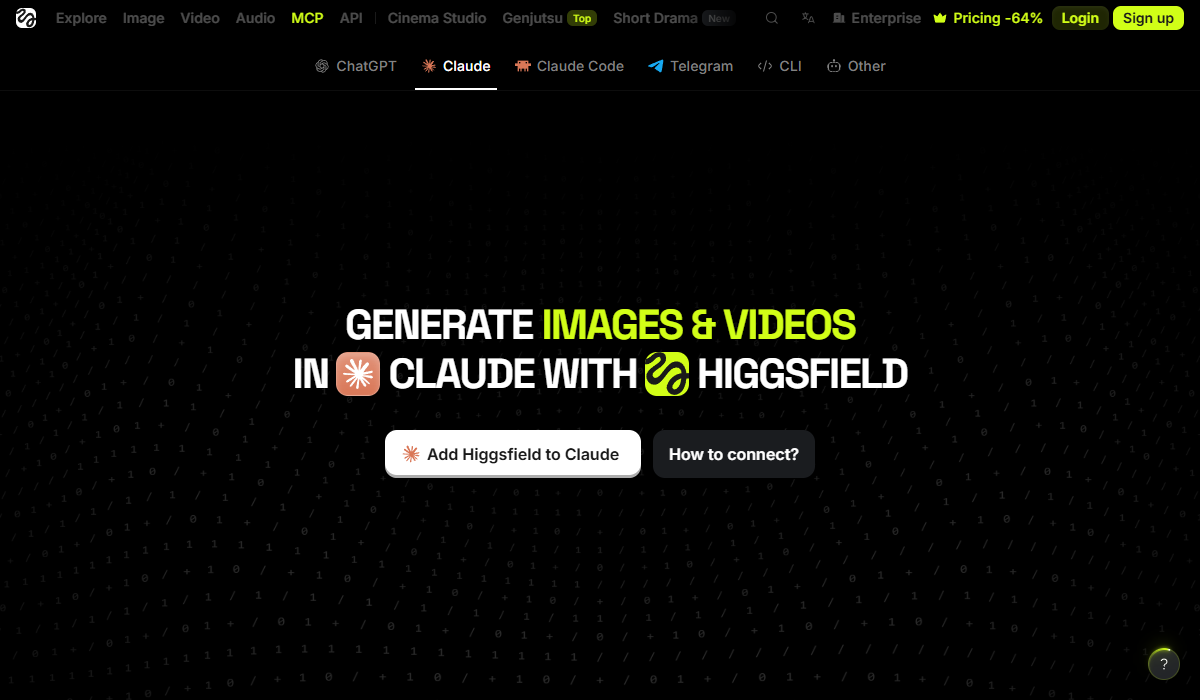 Explore Image Video Audio MCP API Cinema Studio Genjutsu Top Short Drama New Enterprise Pricing -64% Login Sign up
ChatGPT Claude Claude Code Telegram </> CLI Other
GENERATE IMAGES & VIDEOS
IN CLAUDE WITH HIGGSFIELD
Add Higgsfield to Claude How to connect?
?